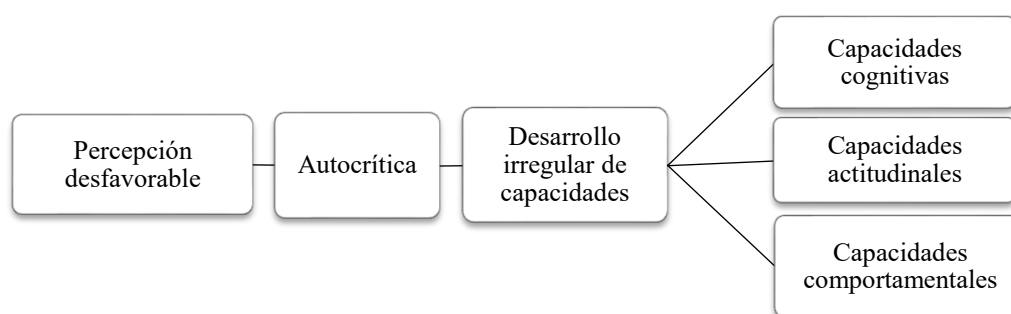 Percepción
desfavorable
Autocrítica
Desarrollo
irregular de
capacidades
Capacidades
cognitivas
Capacidades
actitudinales
Capacidades
comportamentales